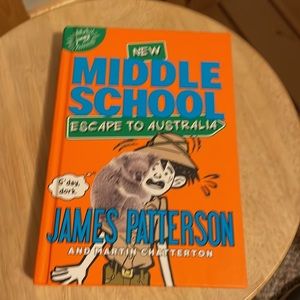 NEW
MIDDLE
SCHOOL
ESCAPE TO AUSTRALIA
G'day,
dork.
JAMES PATTERSON
AND MARTIN CHATTERTON